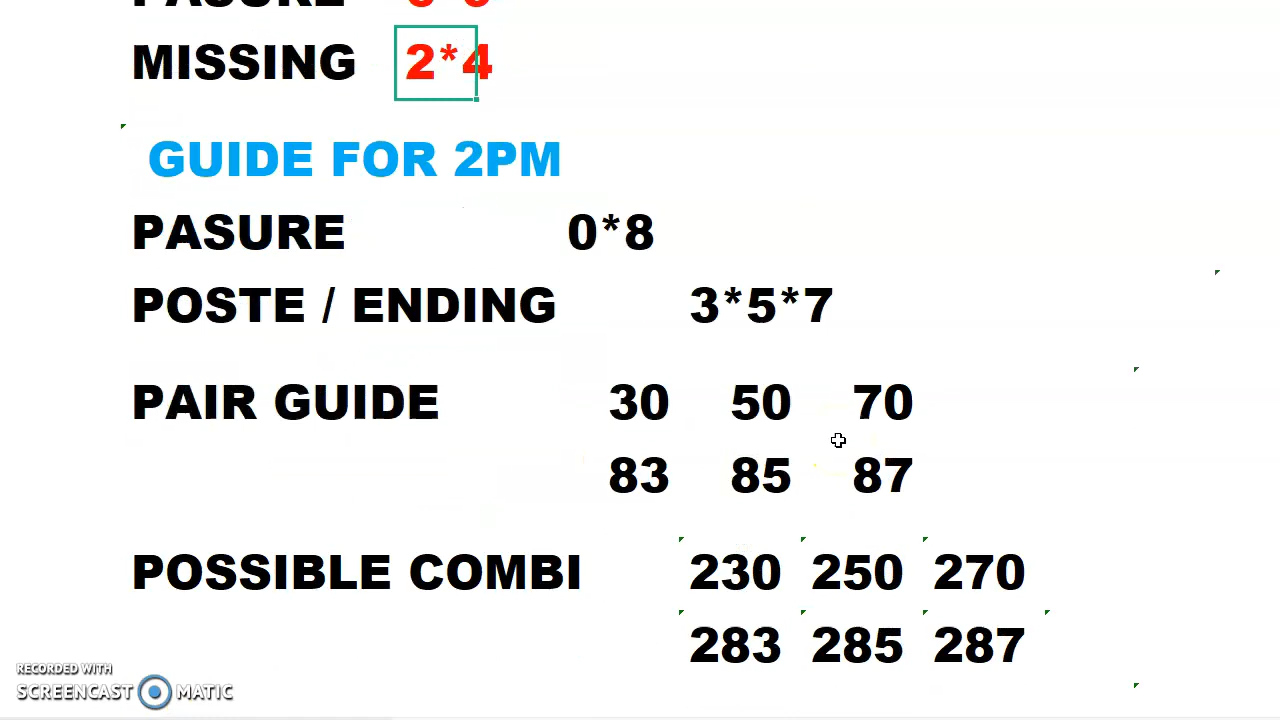 MISSING 2*4
GUIDE FOR 2PM
PASURE 0*8
POSTE / ENDING 3*5*7
PAIR GUIDE 30 50 70
83 85 87
POSSIBLE COMBI 230 250 270
283 285 287
RECORDED WITH
SCREENCAST MATIC